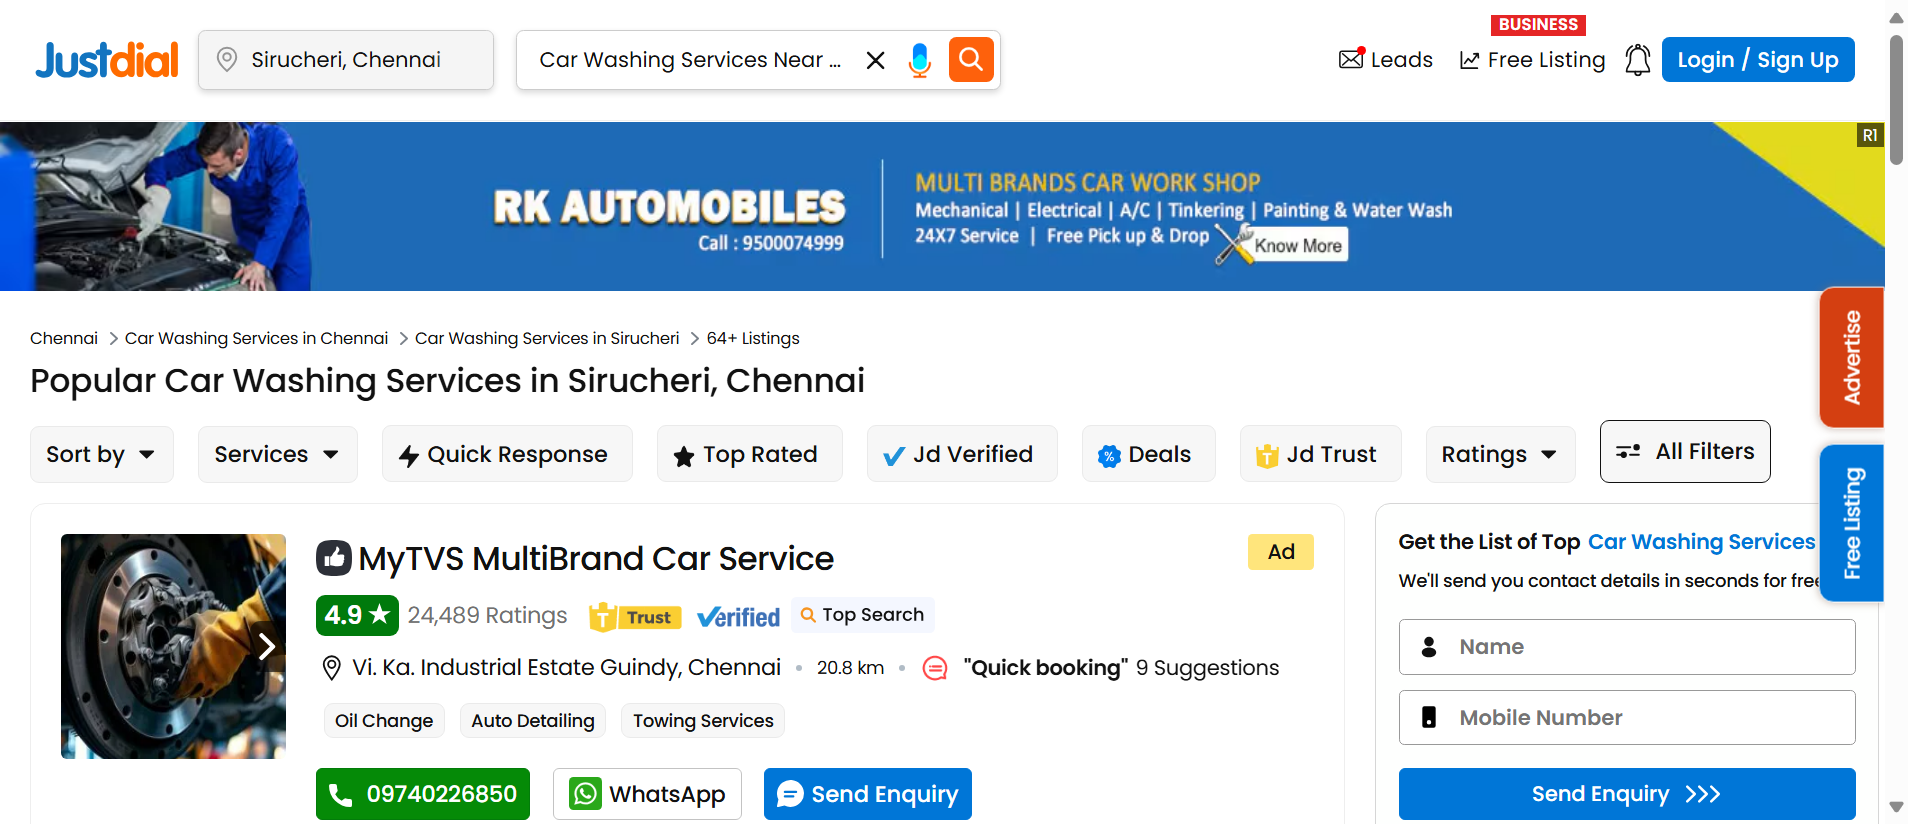 BUSINESS
Justdial
Sirucheri, Chennai
Car Washing Services Near ...
Leads
Free Listing
Login / Sign Up
R1
RK AUTOMOBILES
Call : 9500074999
MULTI BRANDS CAR WORK SHOP
Mechanical | Electrical | A/C | Tinkering | Painting & Water Wash
24X7 Service | Free Pick up & Drop
Know More
Advertise
Free Listing
Chennai > Car Washing Services in Chennai > Car Washing Services in Sirucheri > 64+ Listings
Popular Car Washing Services in Sirucheri, Chennai
Sort by Services Quick Response Top Rated Jd Verified % Deals T Jd Trust Ratings All Filters
MyTVS MultiBrand Car Service
Ad
4.9 ★ 24,489 Ratings T Trust Verified Top Search
Vi. Ka. Industrial Estate Guindy, Chennai • 20.8 km • "Quick booking" 9 Suggestions
Oil Change Auto Detailing Towing Services
09740226850 WhatsApp Send Enquiry
Get the List of Top Car Washing Services
We'll send you contact details in seconds for free
Name
Mobile Number
Send Enquiry >>>